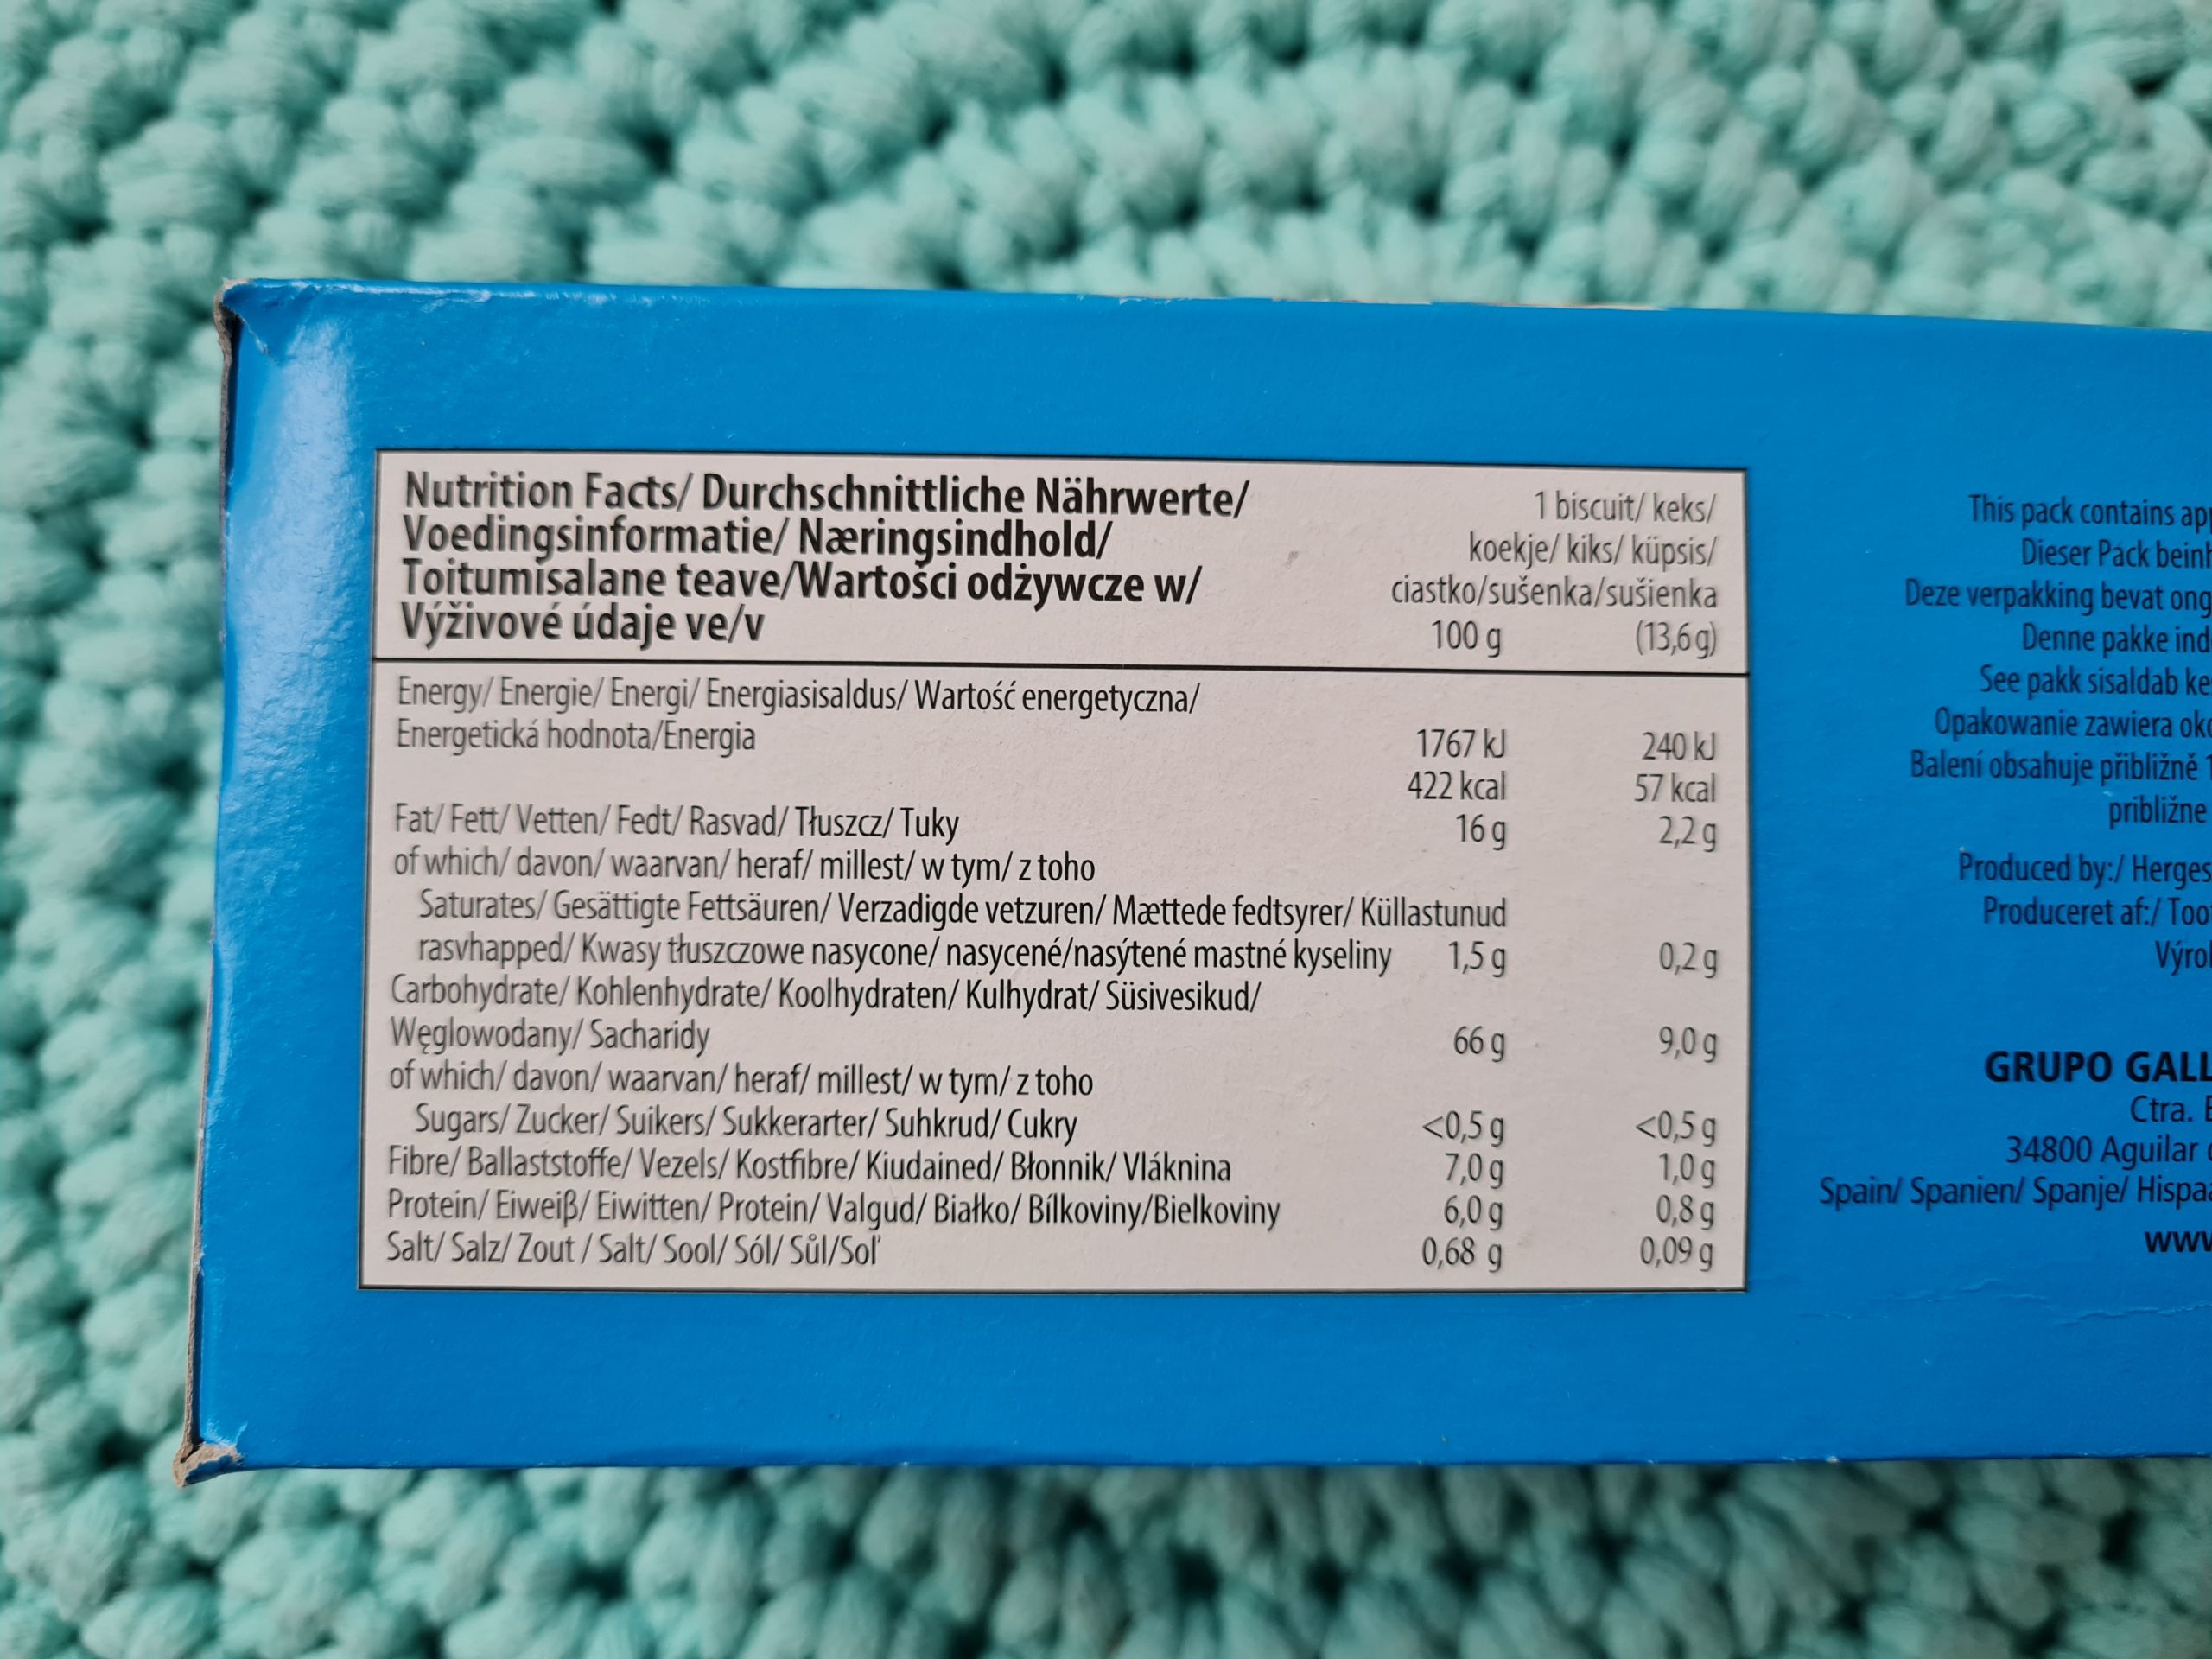 Nutrition Facts/ Durchschnittliche Nährwerte/
Voedingsinformatie/ Næringsindhold/
Toitumisalane teave/Wartości odżywcze w/
Výživové údaje ve/v
1 biscuit/ keks/
koekje/ kiks/ küpsis/
ciastko/sušenka/sušienka
100 g (13,6 g)
Energy/ Energie/ Energi/ Energiasisaldus/ Wartość energetyczna/
Energetická hodnota/Energia 1767 kJ 240 kJ
422 kcal 57 kcal
Fat/ Fett/ Vetten/ Fedt/ Rasvad/ Tłuszcz/ Tuky 16 g 2,2 g
of which/ davon/ waarvan/ heraf/ millest/ w tym/ z toho
Saturates/ Gesättigte Fettsäuren/ Verzadigde vetzuren/ Mættede fedtsyrer/ Küllastunud
rasvhapped/ Kwasy tłuszczowe nasycone/ nasycené/nasýtené mastné kyseliny 1,5 g 0,2 g
Carbohydrate/ Kohlenhydrate/ Koolhydraten/ Kulhydrat/ Süsivesikud/
Węglowodany/ Sacharidy 66 g 9,0 g
of which/ davon/ waarvan/ heraf/ millest/ w tym/ z toho
Sugars/ Zucker/ Suikers/ Sukkerarter/ Suhkrud/ Cukry <0,5 g <0,5 g
Fibre/ Ballaststoffe/ Vezels/ Kostfibre/ Kiudained/ Błonnik/ Vláknina 7,0 g 1,0 g
Protein/ Eiweiß/ Eiwitten/ Protein/ Valgud/ Białko/ Bílkoviny/Bielkoviny 6,0 g 0,8 g
Salt/ Salz/ Zout / Salt/ Sool/ Sól/ Sůl/Soľ 0,68 g 0,09 g
This pack contains
Dieser Pack
Deze verpakking bevat
Denne pakke
See pakk sisaldab
Opakowanie zawiera
Balení obsahuje přibližně
približne
Produced by:/
Produceret af:/
GRUPO
Ctra.
34800 Aguilar
Spain/ Spanien/ Spanje/